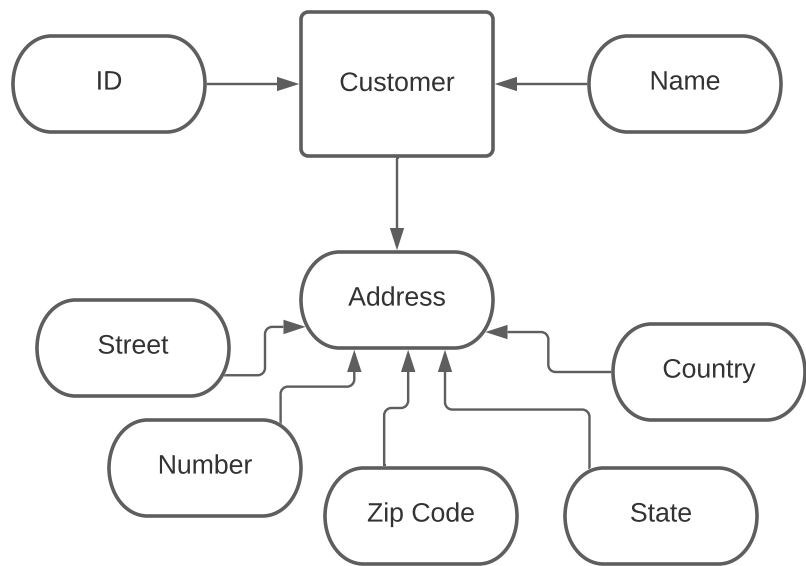 ID
Customer
Name
Address
Street
Country
Number
Zip Code
State